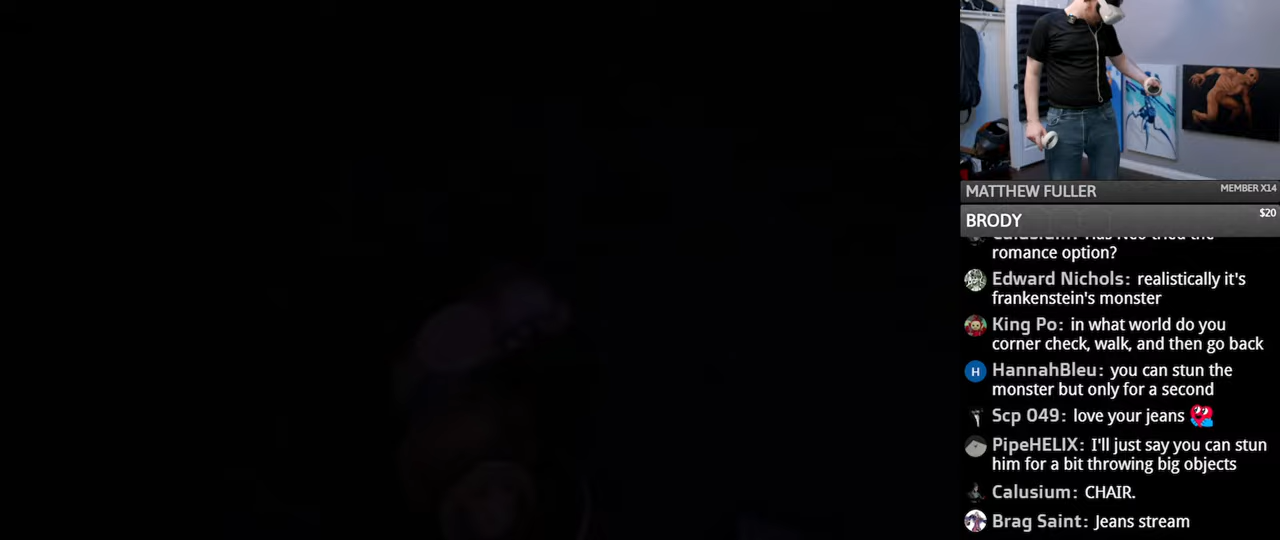 MATTHEW FULLER
MEMBER X14
BRODY
$20
romance option?
Edward Nichols: realistically it's
frankenstein's monster
King Po: in what world do you
corner check, walk, and then go back
H HannahBleu: you can stun the
monster but only for a second
Scp 049: love your jeans
PipeHELIX: I'll just say you can stun
him for a bit throwing big objects
Calusium: CHAIR.
Brag Saint: Jeans stream